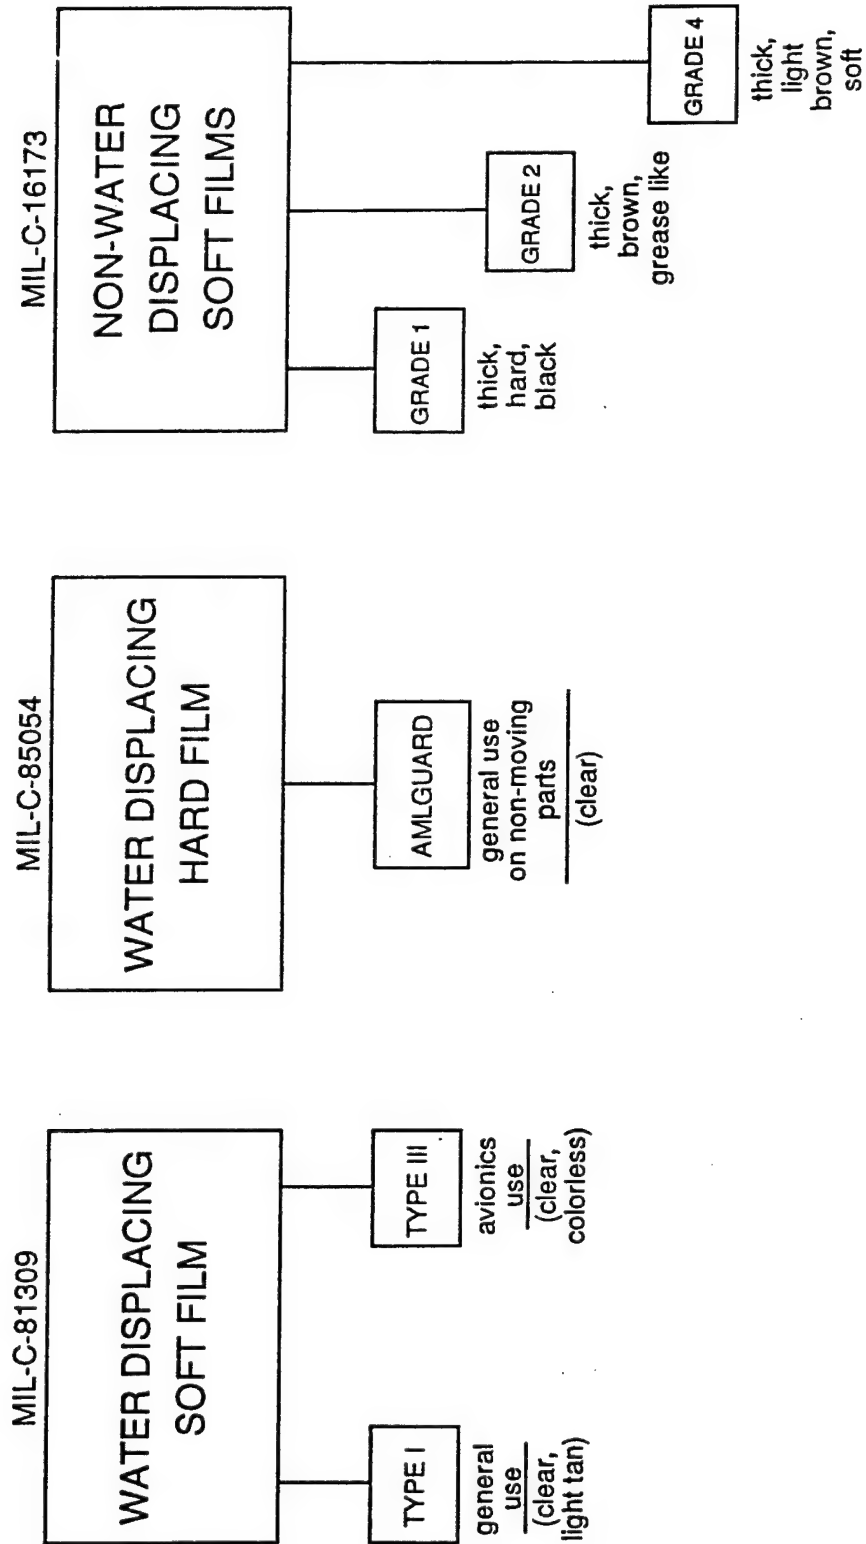 MIL-C-81309
WATER DISPLACING
SOFT FILM
TYPE I
general
use
(clear,
light tan)
TYPE III
avionics
use
(clear,
colorless)
MIL-C-85054
WATER DISPLACING
HARD FILM
AMLGUARD
general use
on non-moving
parts
(clear)
MIL-C-16173
NON-WATER
DISPLACING
SOFT FILMS
GRADE 1
thick,
hard,
black
GRADE 2
thick,
brown,
grease like
GRADE 4
thick,
light
brown,
soft